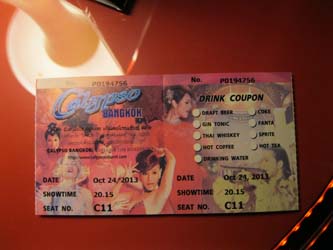 No. P0194756
Calypso
BANGKOK
CALYPSO BANGKOK,
DATE Oct 24/2013
SHOWTIME 20.15
SEAT NO. C11
No. P0194756
DRINK COUPON
DRAFT BEER COKE
GIN TONIC FANTA
THAI WHISKEY SPRITE
HOT COFFEE HOT TEA
DRINKING WATER
DATE Oct 24, 2013
SHOWTIME 20.15
SEAT NO. C11